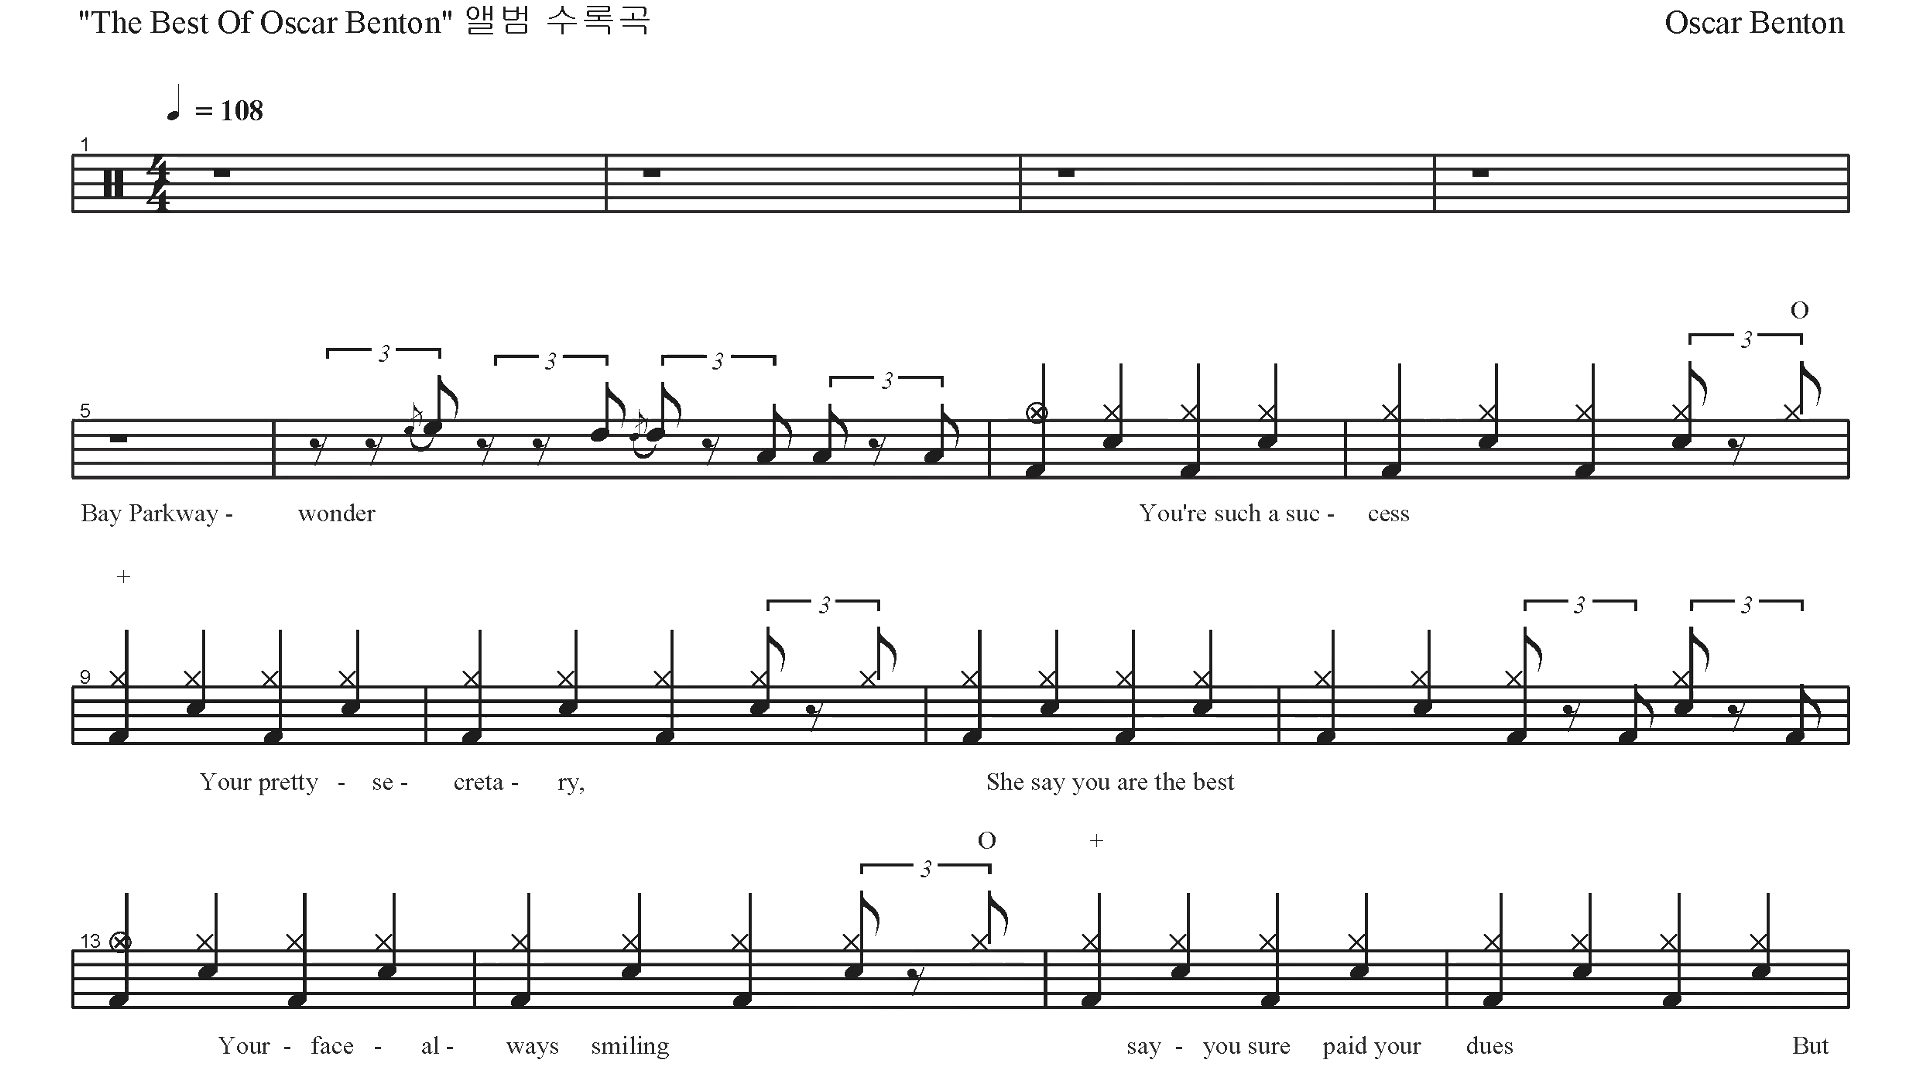 "The Best Of Oscar Benton" 앨범 수록곡 Oscar Benton
= 108
1
4
4
3 3 3 3 3 O
5
Bay Parkway - wonder You're such a suc - cess
+
3 3 3
9
Your pretty - se - creta - ry, She say you are the best
O +
3
13
Your - face - al - ways smiling say - you sure paid your dues But